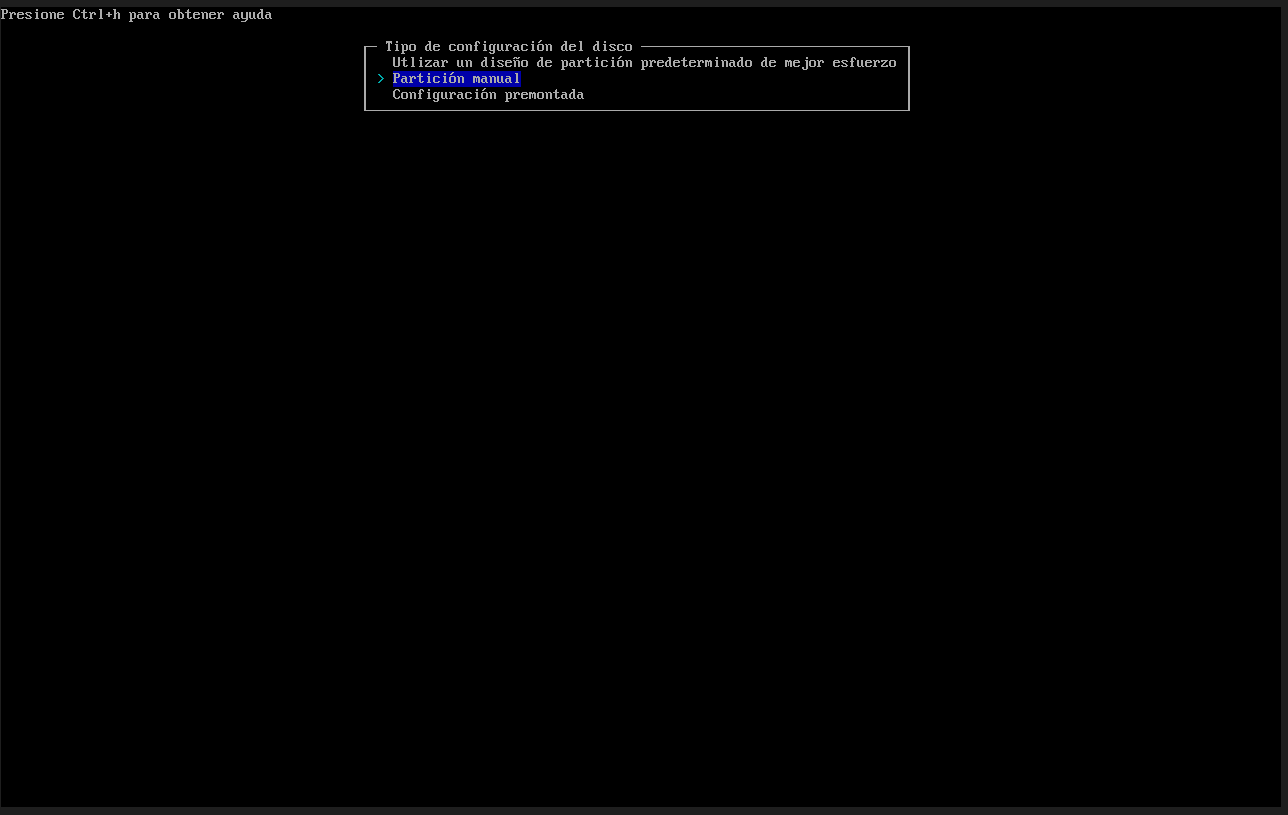 Presione Ctrl+h para obtener ayuda
Tipo de configuración del disco
Utlizar un diseño de partición predeterminado de mejor esfuerzo
> Partición manual
Configuración premontada